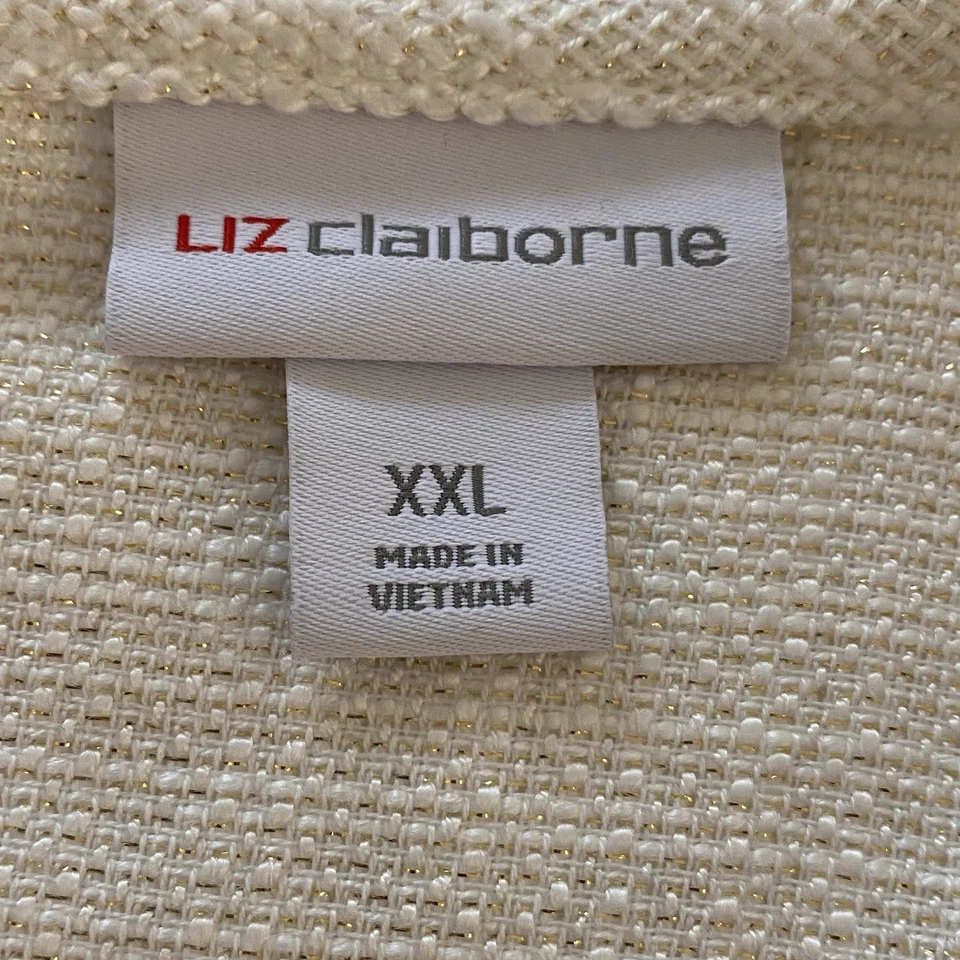 LIZ claiborne
XXL
MADE IN
VIETNAM